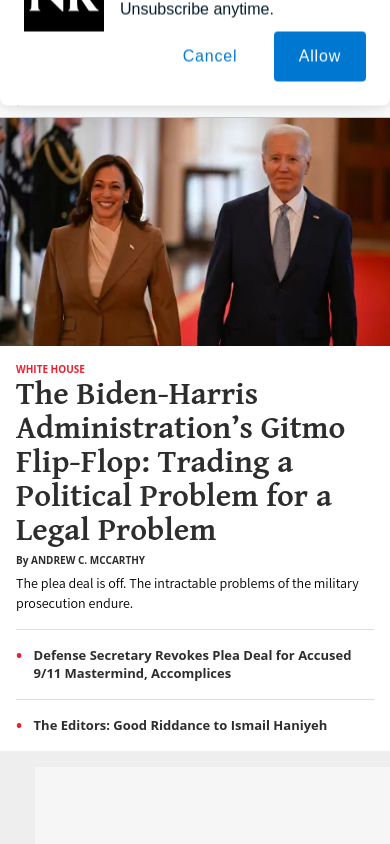 NR
Unsubscribe anytime.
Cancel
Allow
WHITE HOUSE
The Biden-Harris
Administration’s Gitmo
Flip-Flop: Trading a
Political Problem for a
Legal Problem
By ANDREW C. MCCARTHY
The plea deal is off. The intractable problems of the military
prosecution endure.
• Defense Secretary Revokes Plea Deal for Accused
9/11 Mastermind, Accomplices
• The Editors: Good Riddance to Ismail Haniyeh